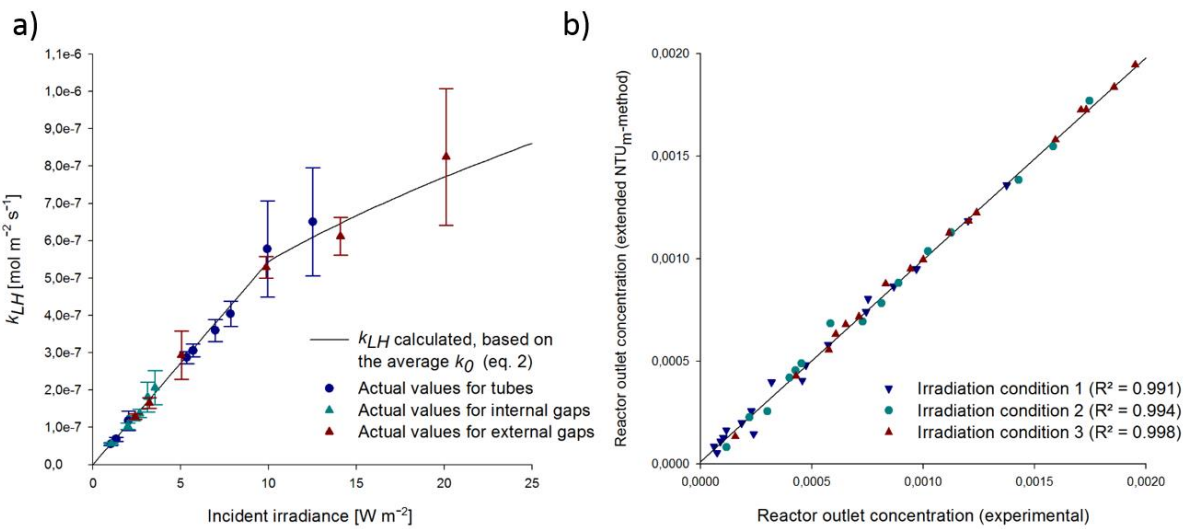 a)
1,1e-6
1,0e-6
9,0e-7
8,0e-7
7,0e-7
6,0e-7
5,0e-7
4,0e-7
3,0e-7
2,0e-7
1,0e-7
0,0
k_LH [mol m⁻² s⁻¹]
0 5 10 15 20 25
Incident irradiance [W m⁻²]
k_LH calculated, based on
the average k_0 (eq. 2)
Actual values for tubes
Actual values for internal gaps
Actual values for external gaps
b)
0,0020
0,0015
0,0010
0,0005
0,0000
Reactor outlet concentration (extended NTU_m-method)
0,0000 0,0005 0,0010 0,0015 0,0020
Reactor outlet concentration (experimental)
Irradiation condition 1 (R² = 0.991)
Irradiation condition 2 (R² = 0.994)
Irradiation condition 3 (R² = 0.998)